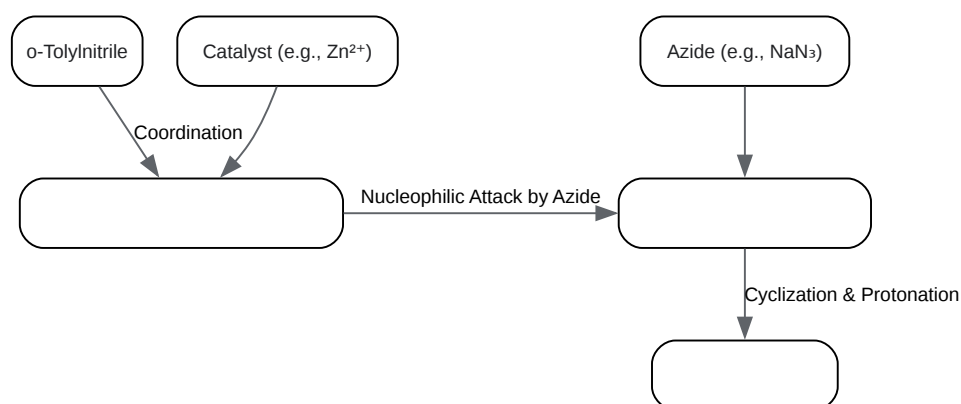 o-Tolylnitrile
Catalyst (e.g., Zn²⁺)
Azide (e.g., NaN₃)
Coordination
Nucleophilic Attack by Azide
Cyclization & Protonation